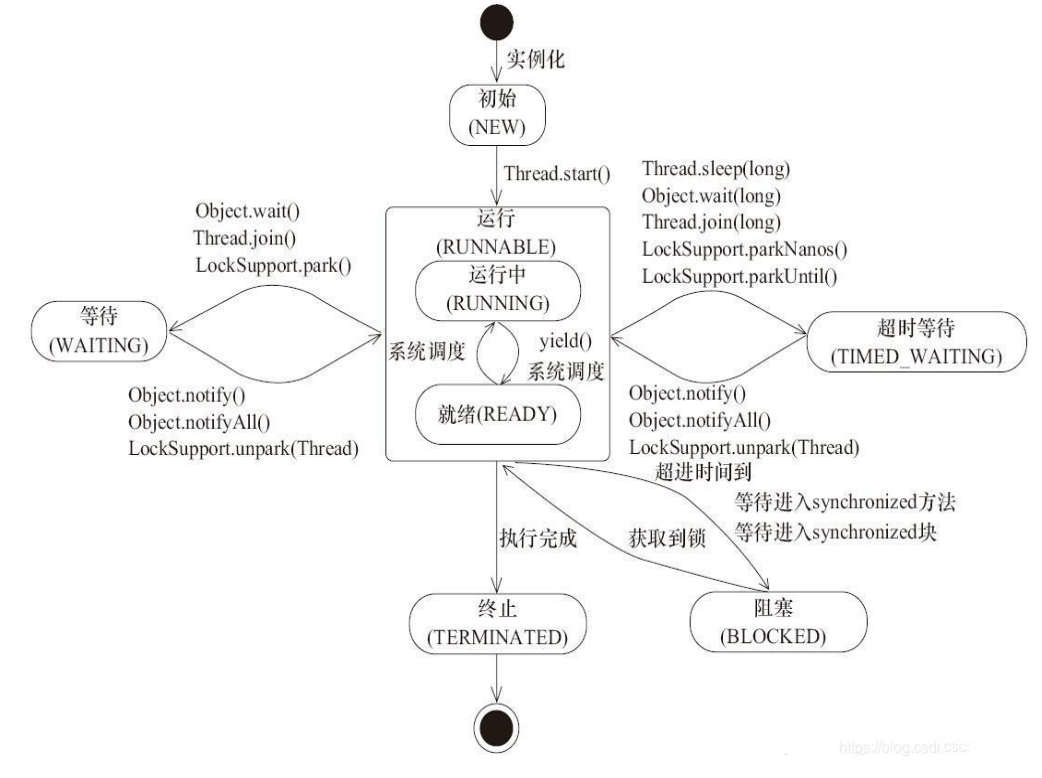 实例化
初始
(NEW)
Thread.start()
Thread.sleep(long)
Object.wait(long)
Thread.join(long)
LockSupport.parkNanos()
LockSupport.parkUntil()
Object.wait()
Thread.join()
LockSupport.park()
运行
(RUNNABLE)
运行中
(RUNNING)
等待
(WAITING)
系统调度
yield()
系统调度
超时等待
(TIMED_WAITING)
就绪(READY)
Object.notify()
Object.notifyAll()
LockSupport.unpark(Thread)
Object.notify()
Object.notifyAll()
LockSupport.unpark(Thread)
超进时间到
等待进入synchronized方法
等待进入synchronized块
执行完成
获取到锁
终止
(TERMINATED)
阻塞
(BLOCKED)